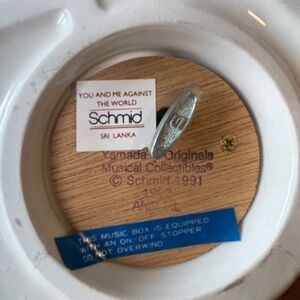 YOU AND ME AGAINST
THE WORLD
Schmid
SRI LANKA
Yamada Originals
Musical Collectibles®
© Schmid 1991
THIS MUSIC BOX IS EQUIPPED
WITH AN ON/OFF STOPPER
DO NOT OVERWIND